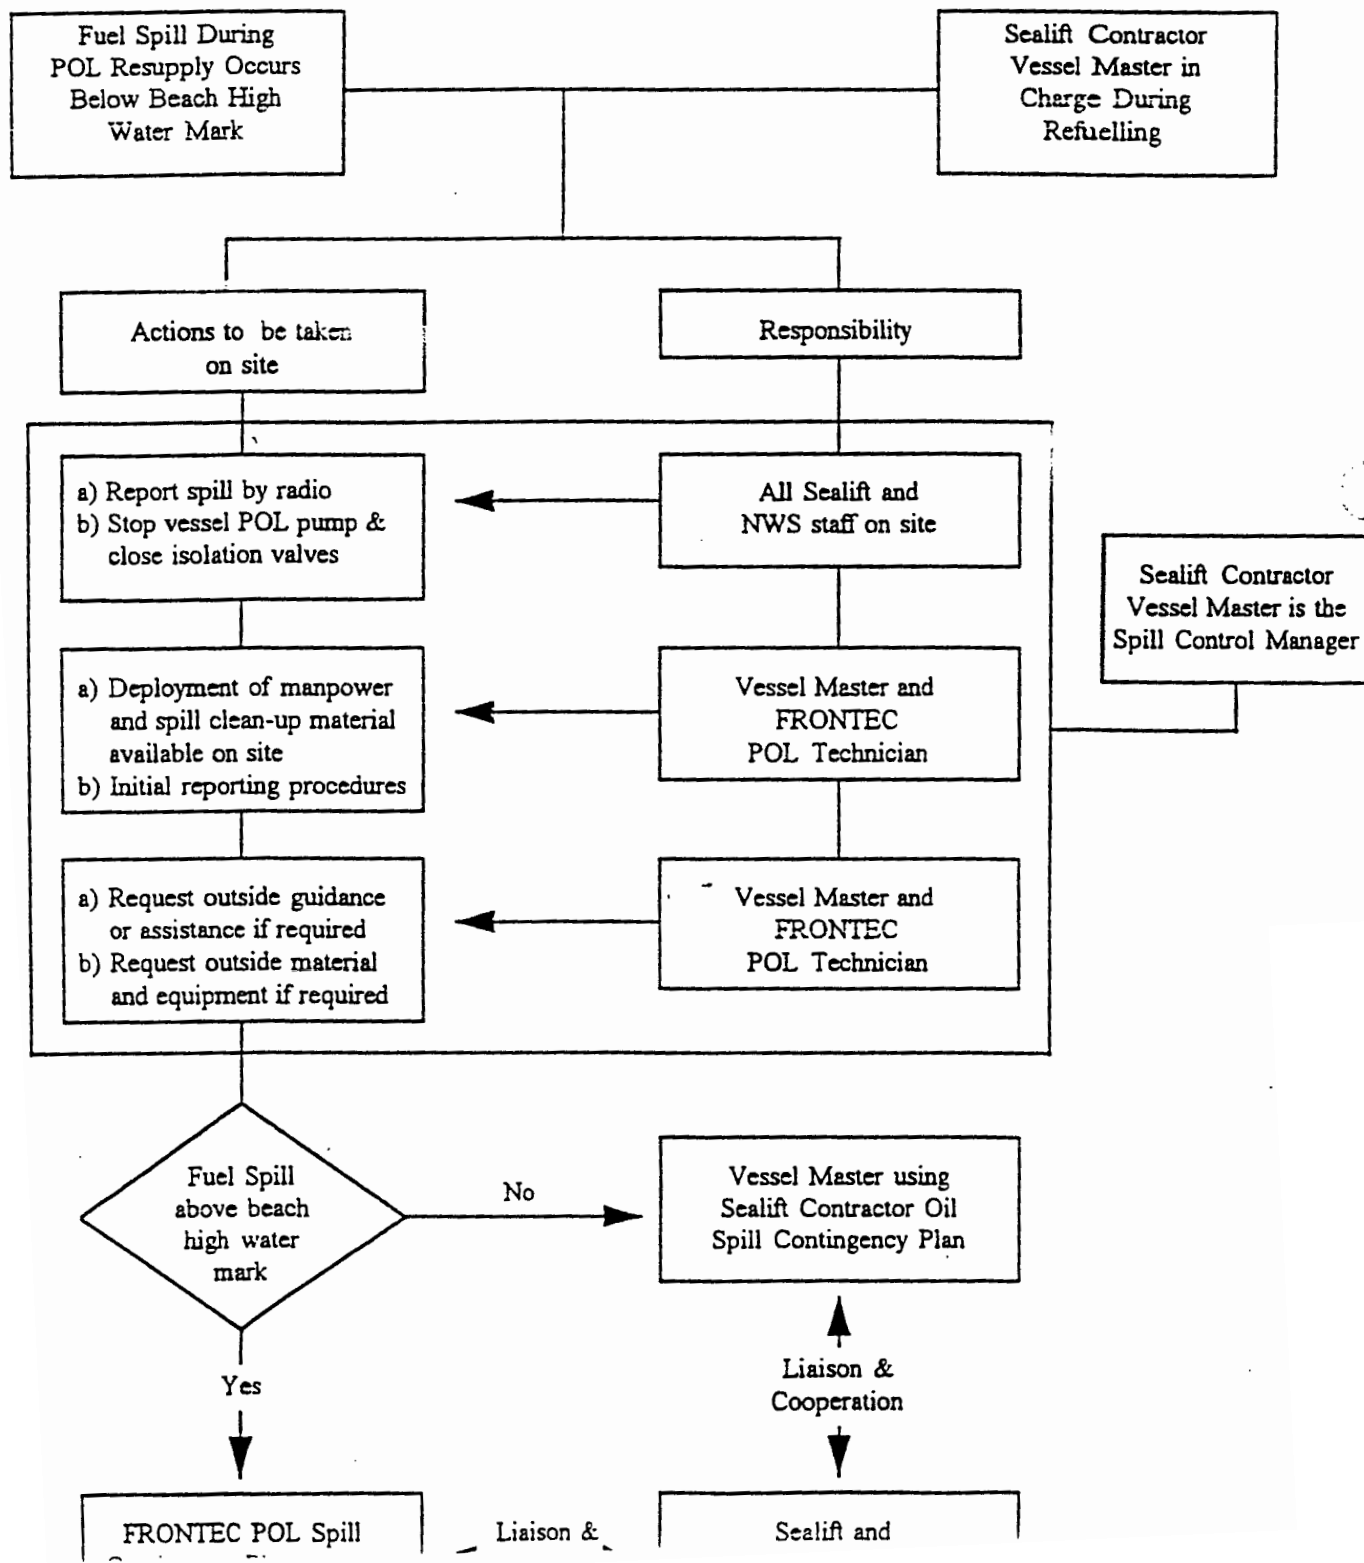 Fuel Spill During
POL Resupply Occurs
Below Beach High
Water Mark
Sealift Contractor
Vessel Master in
Charge During
Refuelling
Actions to be taken
on site
Responsibility
a) Report spill by radio
b) Stop vessel POL pump &
close isolation valves
All Sealift and
NWS staff on site
Sealift Contractor
Vessel Master is the
Spill Control Manager
a) Deployment of manpower
and spill clean-up material
available on site
b) Initial reporting procedures
Vessel Master and
FRONTEC
POL Technician
a) Request outside guidance
or assistance if required
b) Request outside material
and equipment if required
Vessel Master and
FRONTEC
POL Technician
Fuel Spill
above beach
high water
mark
No
Vessel Master using
Sealift Contractor Oil
Spill Contingency Plan
Yes
Liaison &
Cooperation
FRONTEC POL Spill
Liaison &
Sealift and